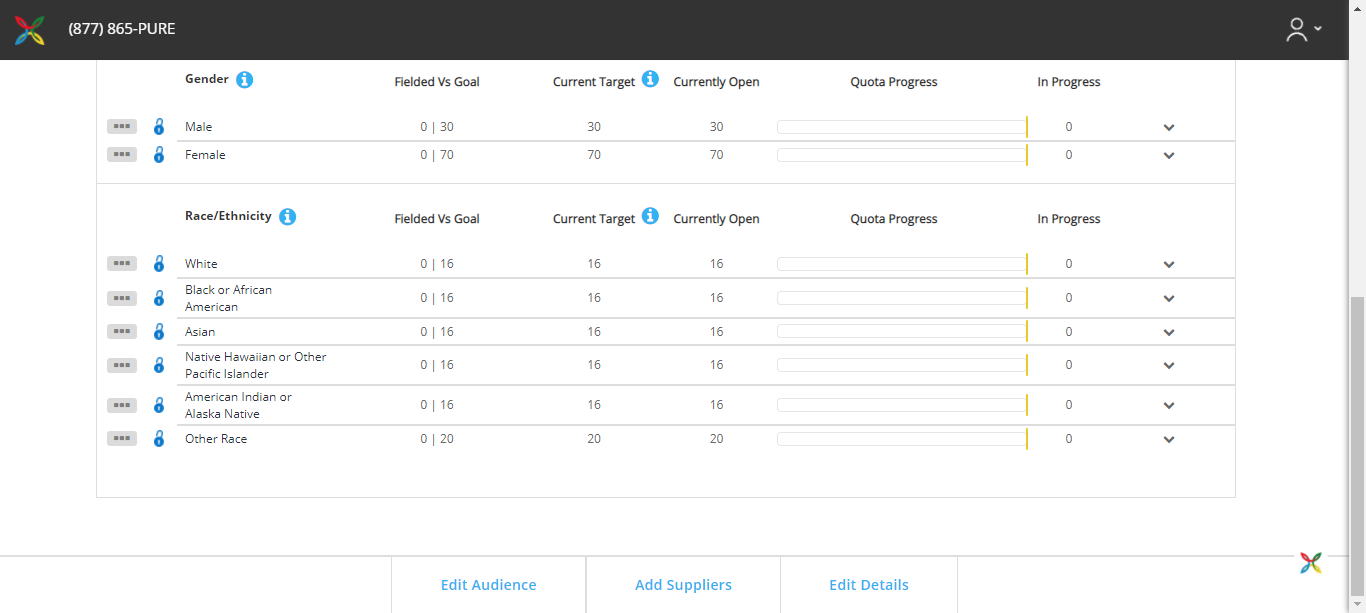 (877) 865-PURE
Gender Fielded Vs Goal Current Target Currently Open Quota Progress In Progress
Male 0 | 30 30 30 0
Female 0 | 70 70 70 0
Race/Ethnicity Fielded Vs Goal Current Target Currently Open Quota Progress In Progress
White 0 | 16 16 16 0
Black or African
American 0 | 16 16 16 0
Asian 0 | 16 16 16 0
Native Hawaiian or Other
Pacific Islander 0 | 16 16 16 0
American Indian or
Alaska Native 0 | 16 16 16 0
Other Race 0 | 20 20 20 0
Edit Audience Add Suppliers Edit Details